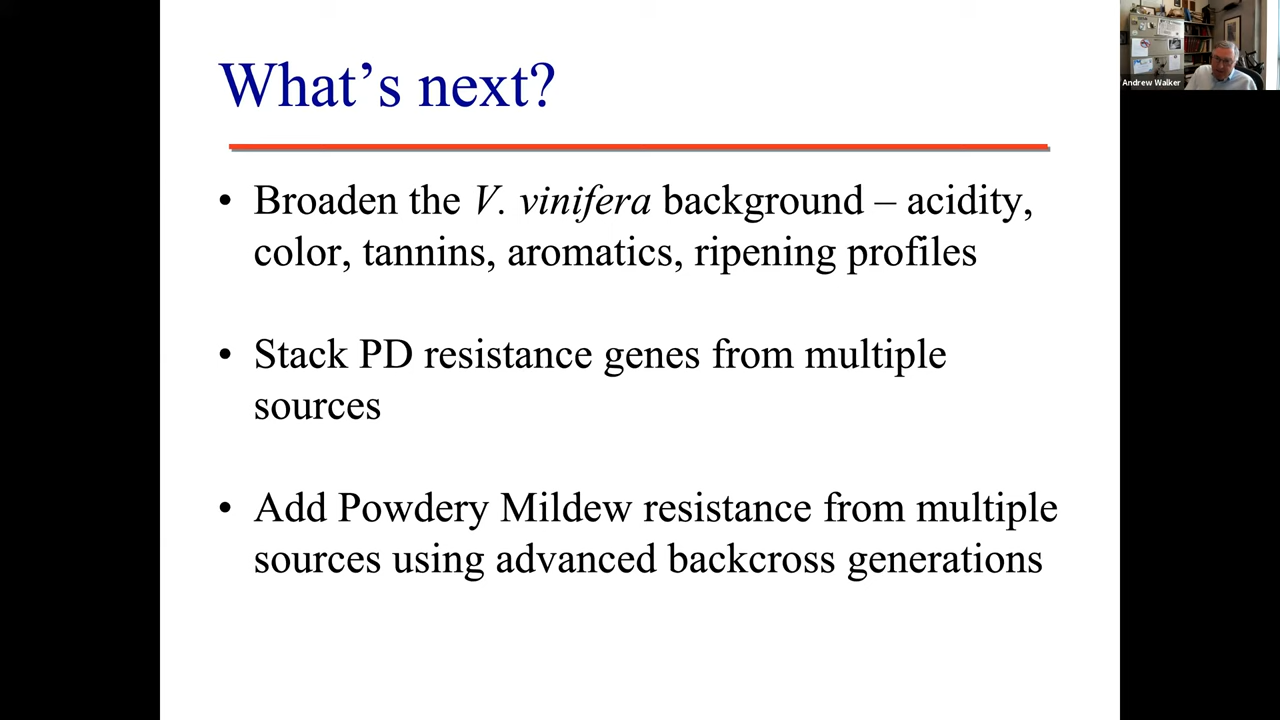 What's next?
Andrew Walker
• Broaden the V. vinifera background – acidity,
color, tannins, aromatics, ripening profiles
• Stack PD resistance genes from multiple
sources
• Add Powdery Mildew resistance from multiple
sources using advanced backcross generations